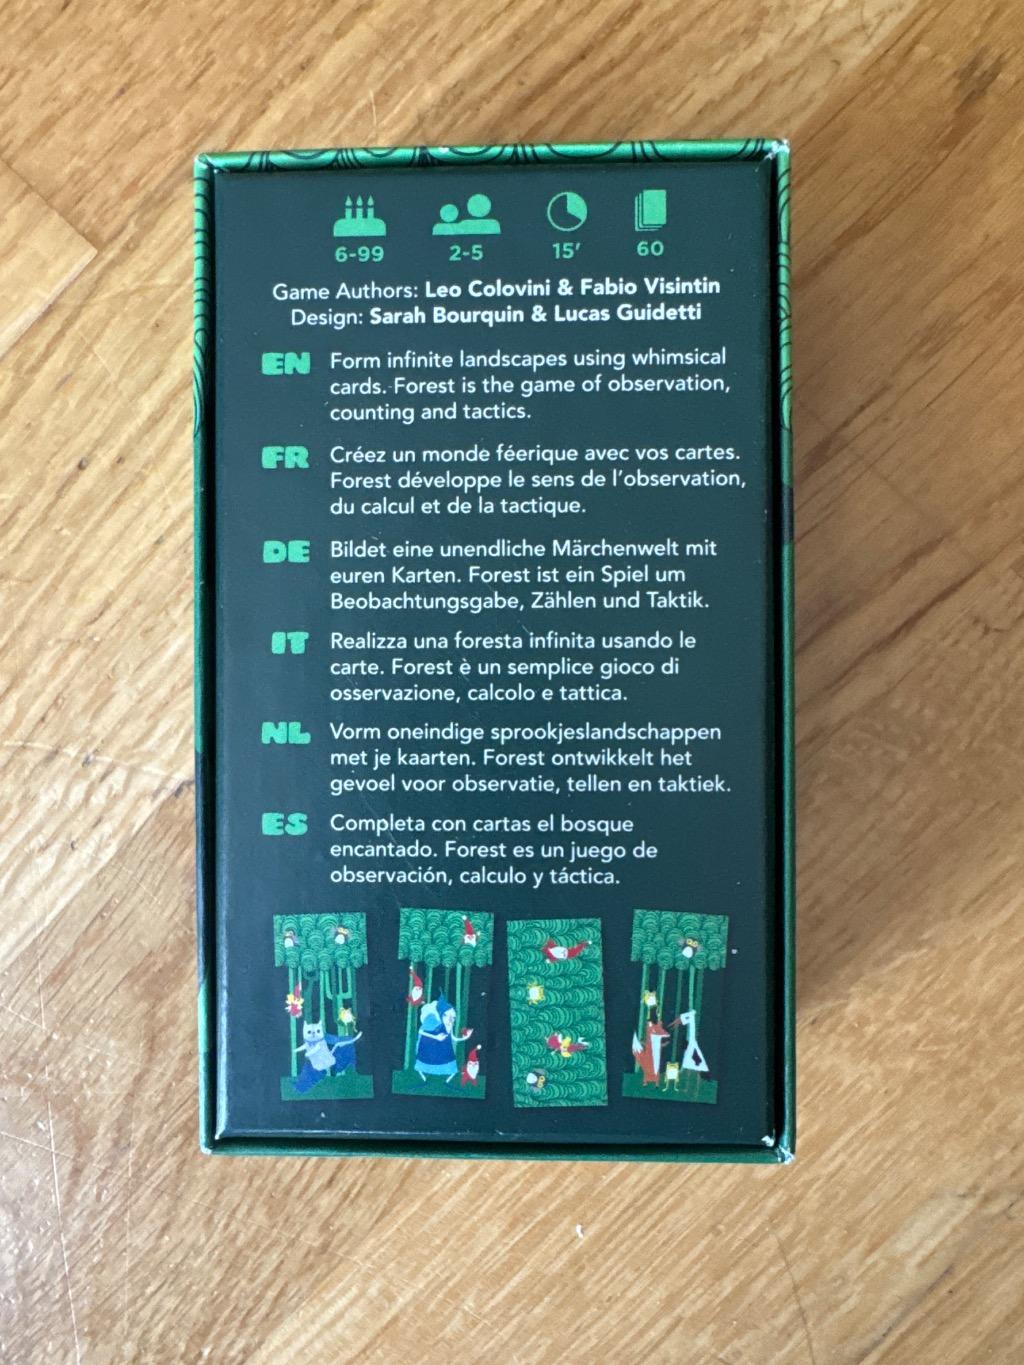 6-99 2-5 15′ 60
Game Authors: Leo Colovini & Fabio Visintin
Design: Sarah Bourquin & Lucas Guidetti
EN Form infinite landscapes using whimsical
cards. Forest is the game of observation,
counting and tactics.
FR Créez un monde féerique avec vos cartes.
Forest développe le sens de l'observation,
du calcul et de la tactique.
DE Bildet eine unendliche Märchenwelt mit
euren Karten. Forest ist ein Spiel um
Beobachtungsgabe, Zählen und Taktik.
IT Realizza una foresta infinita usando le
carte. Forest è un semplice gioco di
osservazione, calcolo e tattica.
NL Vorm oneindige sprookjeslandschappen
met je kaarten. Forest ontwikkelt het
gevoel voor observatie, tellen en taktiek.
ES Completa con cartas el bosque
encantado. Forest es un juego de
observación, calculo y táctica.